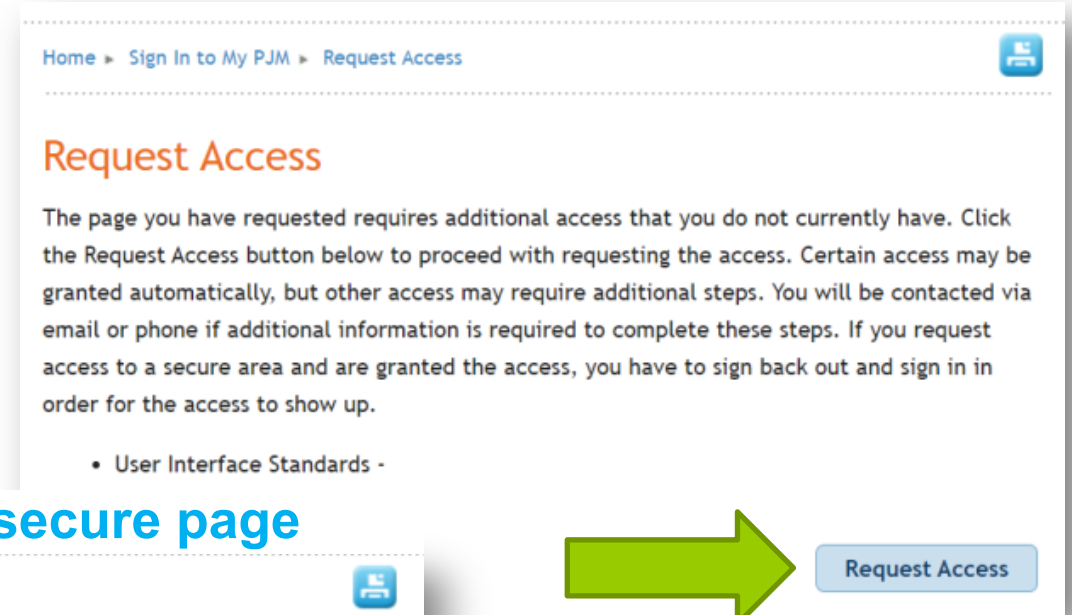 Home ▸ Sign In to My PJM ▸ Request Access
Request Access
The page you have requested requires additional access that you do not currently have. Click
the Request Access button below to proceed with requesting the access. Certain access may be
granted automatically, but other access may require additional steps. You will be contacted via
email or phone if additional information is required to complete these steps. If you request
access to a secure area and are granted the access, you have to sign back out and sign in in
order for the access to show up.
• User Interface Standards -
secure page
Request Access